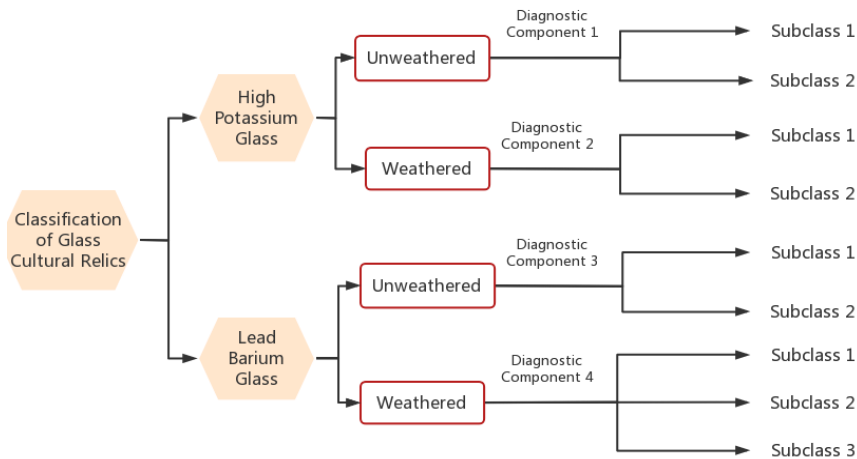 Classification
of Glass
Cultural Relics
High
Potassium
Glass
Unweathered
Diagnostic
Component 1
Subclass 1
Subclass 2
Weathered
Diagnostic
Component 2
Subclass 1
Subclass 2
Lead
Barium
Glass
Unweathered
Diagnostic
Component 3
Subclass 1
Subclass 2
Weathered
Diagnostic
Component 4
Subclass 1
Subclass 2
Subclass 3